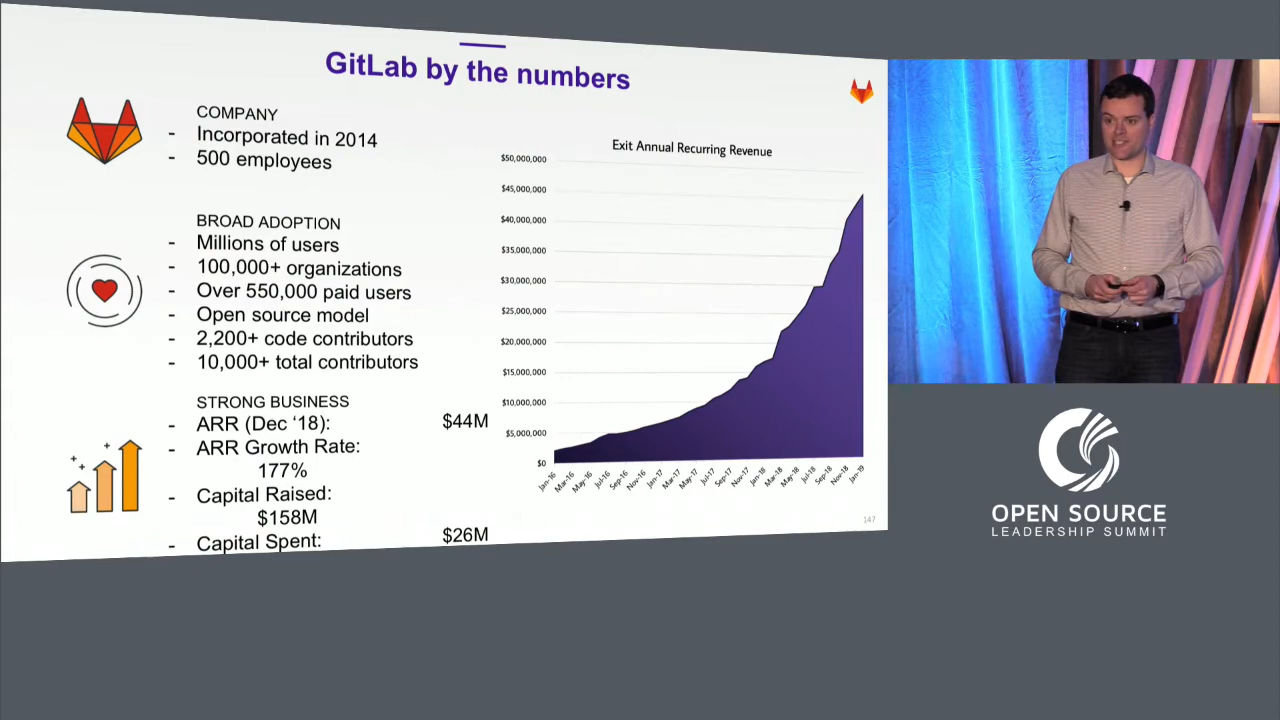 GitLab by the numbers
COMPANY
- Incorporated in 2014
- 500 employees
BROAD ADOPTION
- Millions of users
- 100,000+ organizations
- Over 550,000 paid users
- Open source model
- 2,200+ code contributors
- 10,000+ total contributors
STRONG BUSINESS
- ARR (Dec ‘18): $44M
- ARR Growth Rate:
177%
- Capital Raised:
$158M
- Capital Spent: $26M
Exit Annual Recurring Revenue
$50,000,000
$45,000,000
$40,000,000
$35,000,000
$30,000,000
$25,000,000
$20,000,000
$15,000,000
$10,000,000
$5,000,000
$0
Jan-16
Mar-16
May-16
Jul-16
Sep-16
Nov-16
Jan-17
Mar-17
May-17
Jul-17
Sep-17
Nov-17
Jan-18
Mar-18
May-18
Jul-18
Sep-18
Nov-18
Jan-19
147
OPEN SOURCE
LEADERSHIP SUMMIT